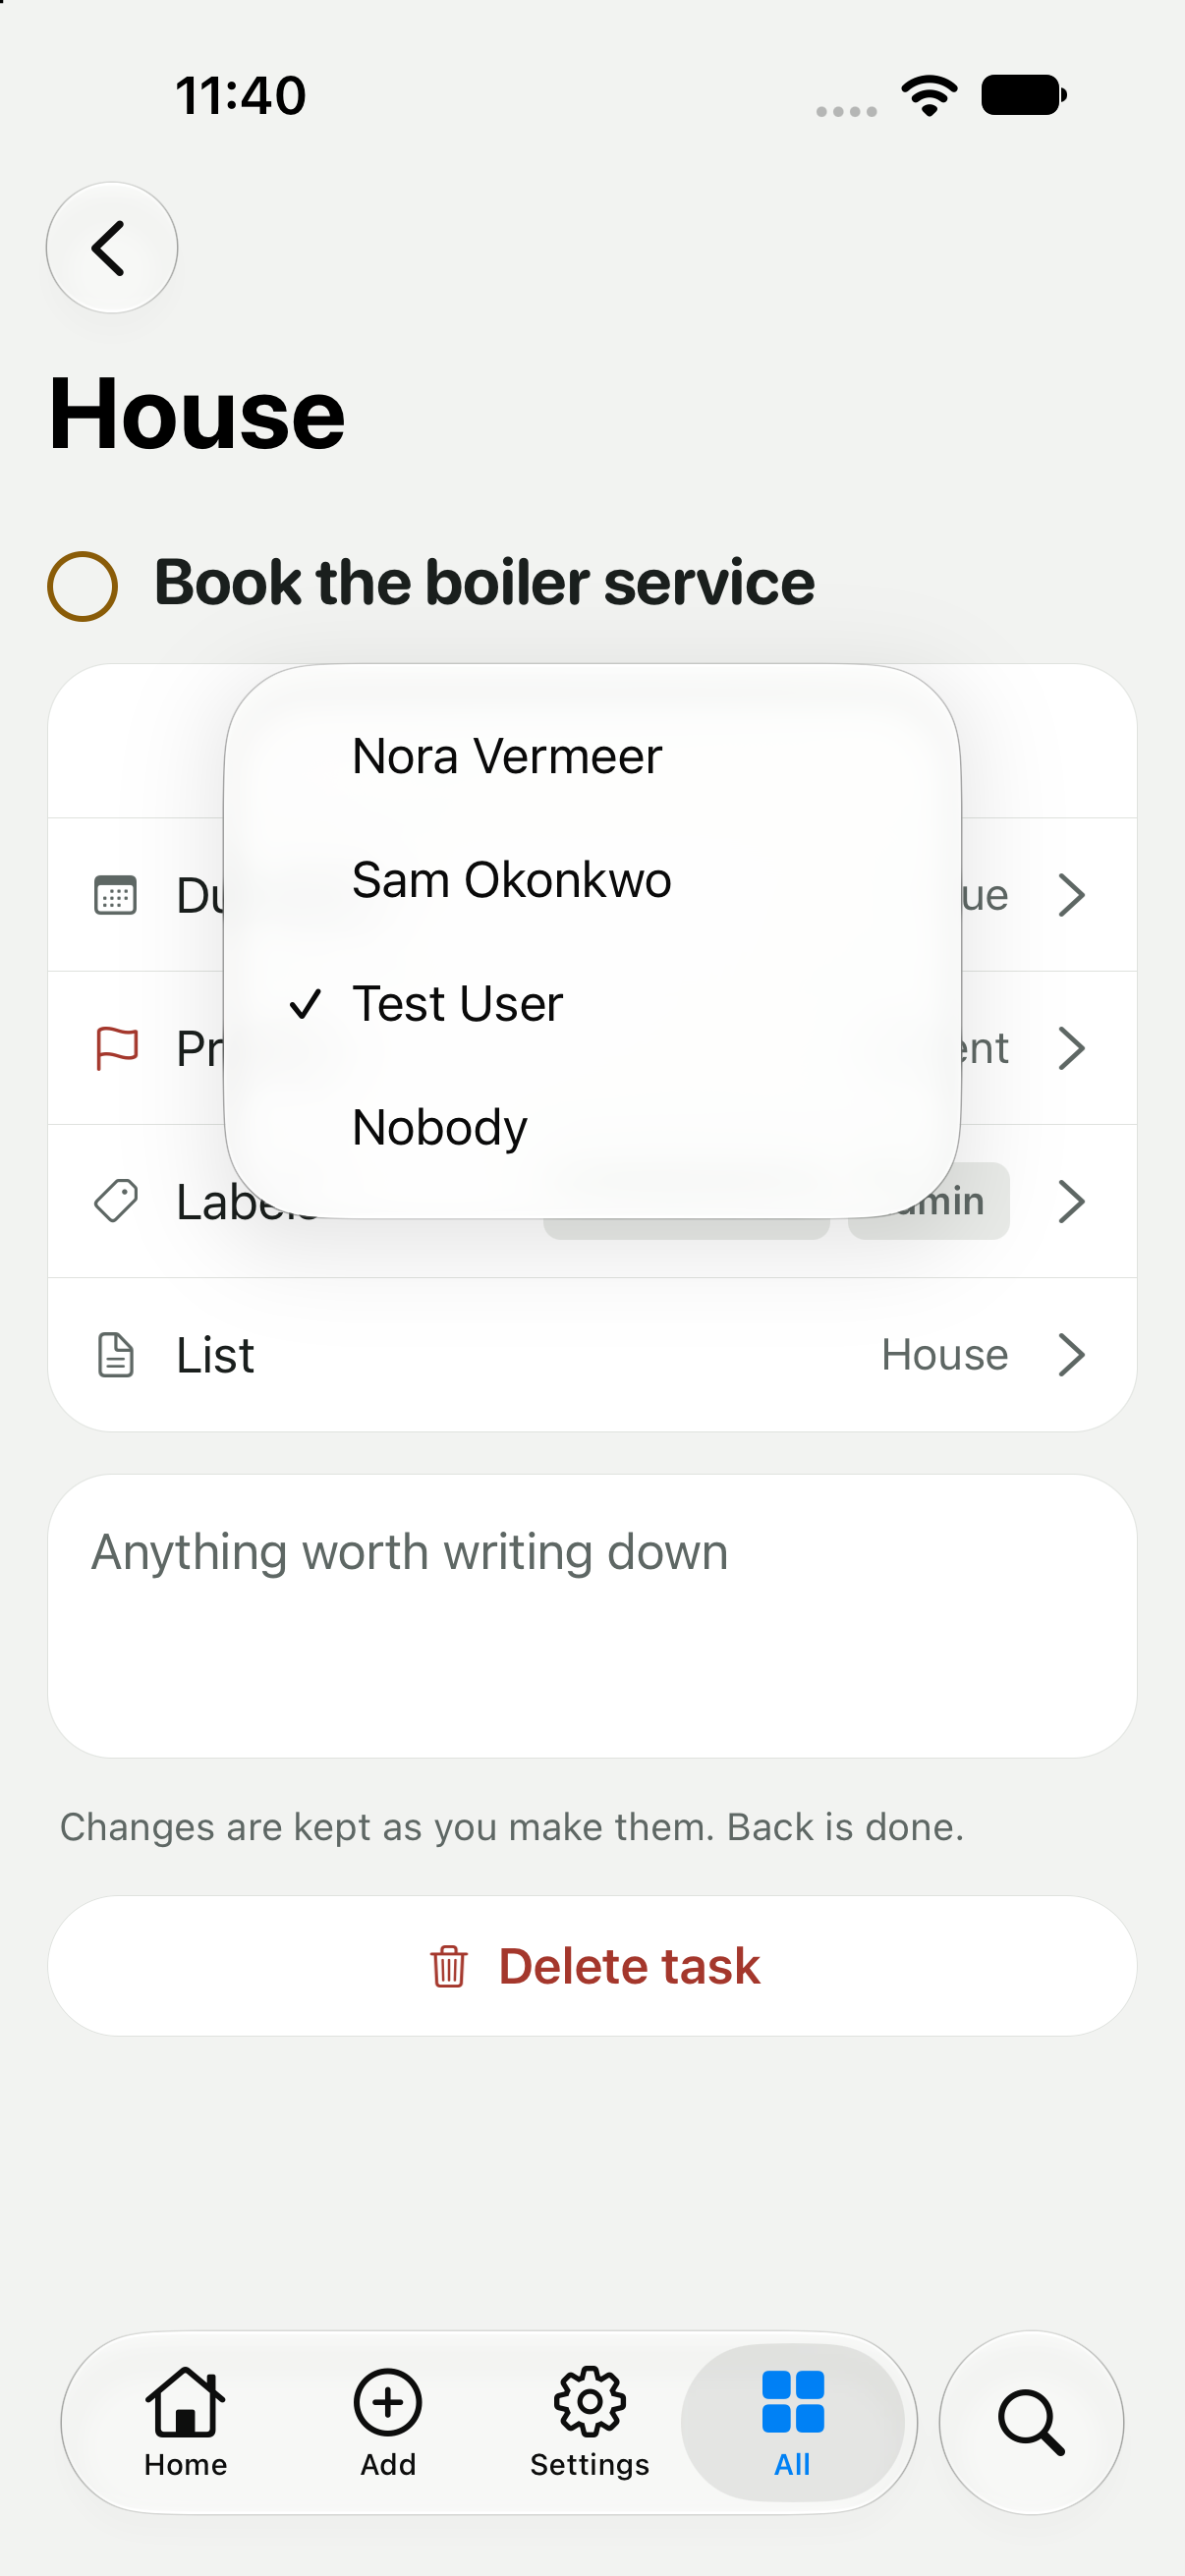 11:40
House
Book the boiler service
Nora Vermeer
Sam Okonkwo
Test User
Nobody
List
House
Anything worth writing down
Changes are kept as you make them. Back is done.
Delete task
Home
Add
Settings
All